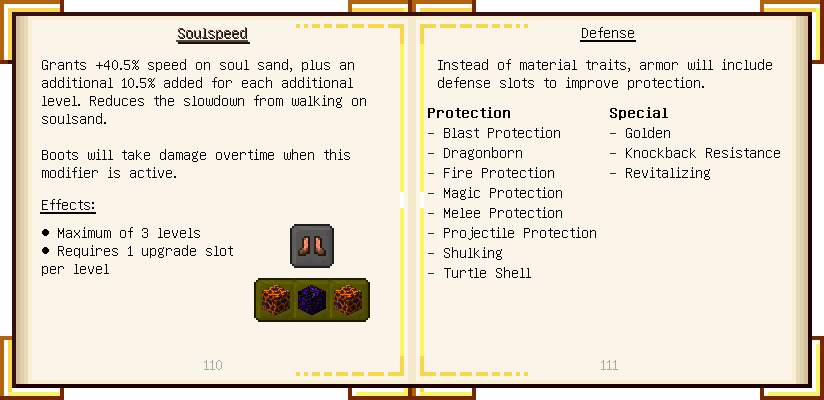 Soulspeed
Grants +40.5% speed on soul sand, plus an
additional 10.5% added for each additional
level. Reduces the slowdown from walking on
soulsand.
Boots will take damage overtime when this
modifier is active.
Effects:
● Maximum of 3 levels
● Requires 1 upgrade slot
per level
110
Defense
Instead of material traits, armor will include
defense slots to improve protection.
Protection
- Blast Protection
- Dragonborn
- Fire Protection
- Magic Protection
- Melee Protection
- Projectile Protection
- Shulking
- Turtle Shell
Special
- Golden
- Knockback Resistance
- Revitalizing
111